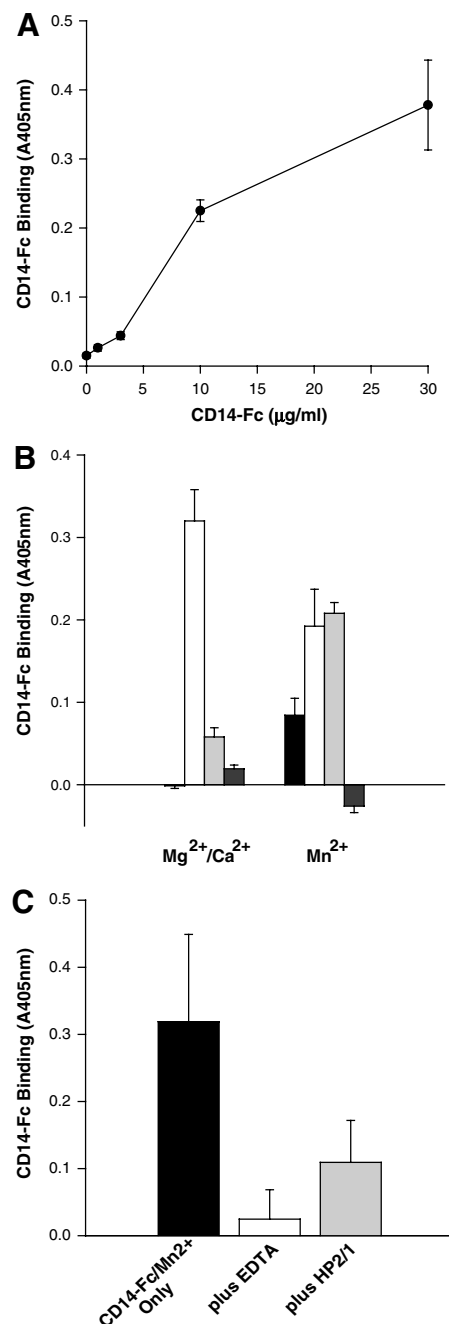 A
CD14-Fc Binding (A405nm)
0.5
0.4
0.3
0.2
0.1
0.0
0 5 10 15 20 25 30
CD14-Fc (μg/ml)
B
CD14-Fc Binding (A405nm)
0.4
0.3
0.2
0.1
0.0
Mg2+/Ca2+ Mn2+
C
CD14-Fc Binding (A405nm)
0.5
0.4
0.3
0.2
0.1
0.0
CD14-Fc/Mn2+
Only
plus EDTA
plus HP2/1